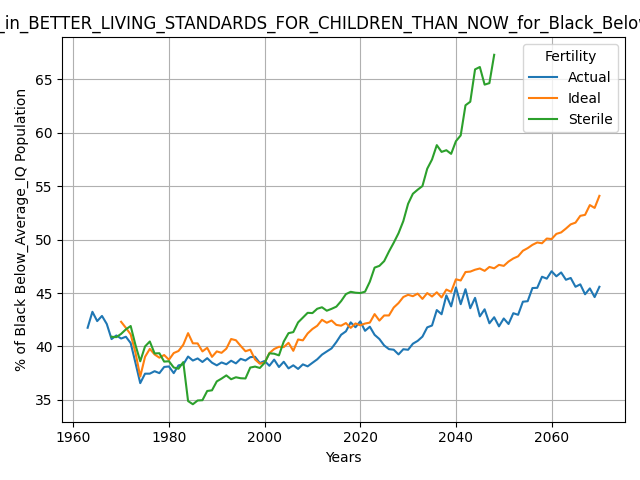 _in_BETTER_LIVING_STANDARDS_FOR_CHILDREN_THAN_NOW_for_Black_Below
Fertility
Actual
Ideal
Sterile
% of Black Below_Average_IQ Population
65
60
55
50
45
40
35
1960 1980 2000 2020 2040 2060
Years